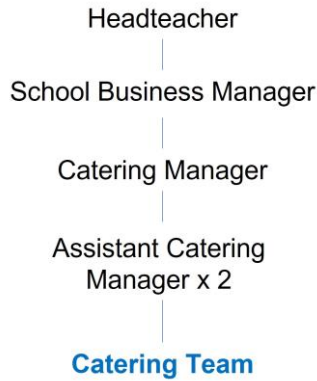 Headteacher
School Business Manager
Catering Manager
Assistant Catering
Manager x 2
Catering Team